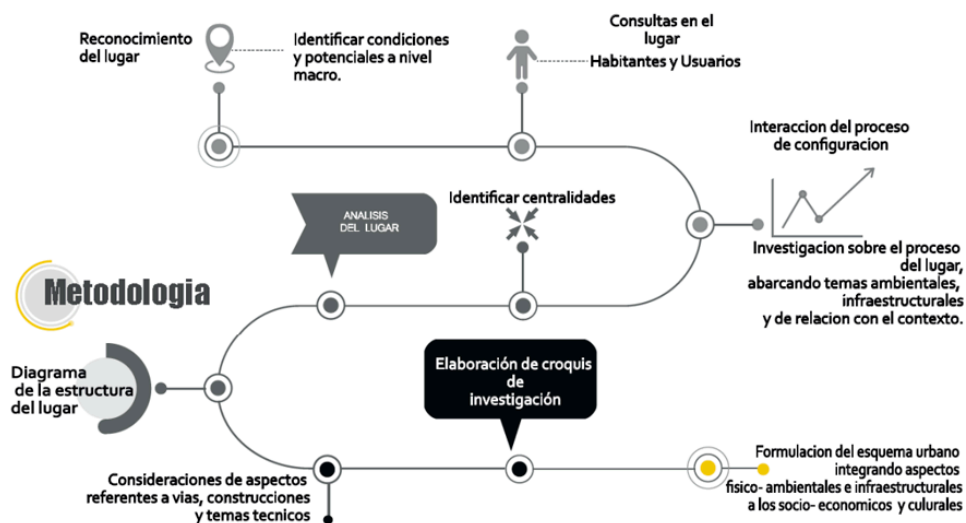 Reconocimiento
del lugar
Identificar condiciones
y potenciales a nivel
macro.
Consultas en el
lugar
Habitantes y Usuarios
Interaccion del proceso
de configuracion
Investigacion sobre el proceso
del lugar,
abarcando temas ambientales,
infraestructurales
y de relacion con el contexto.
Identificar centralidades
ANALISIS
DEL LUGAR
Metodologia
Diagrama
de la estructura
del lugar
Consideraciones de aspectos
referentes a vias, construcciones
y temas tecnicos
Elaboración de croquis
de
investigación
Formulacion del esquema urbano
integrando aspectos
fisico- ambientales e infraestructurales
a los socio- economicos y culurales